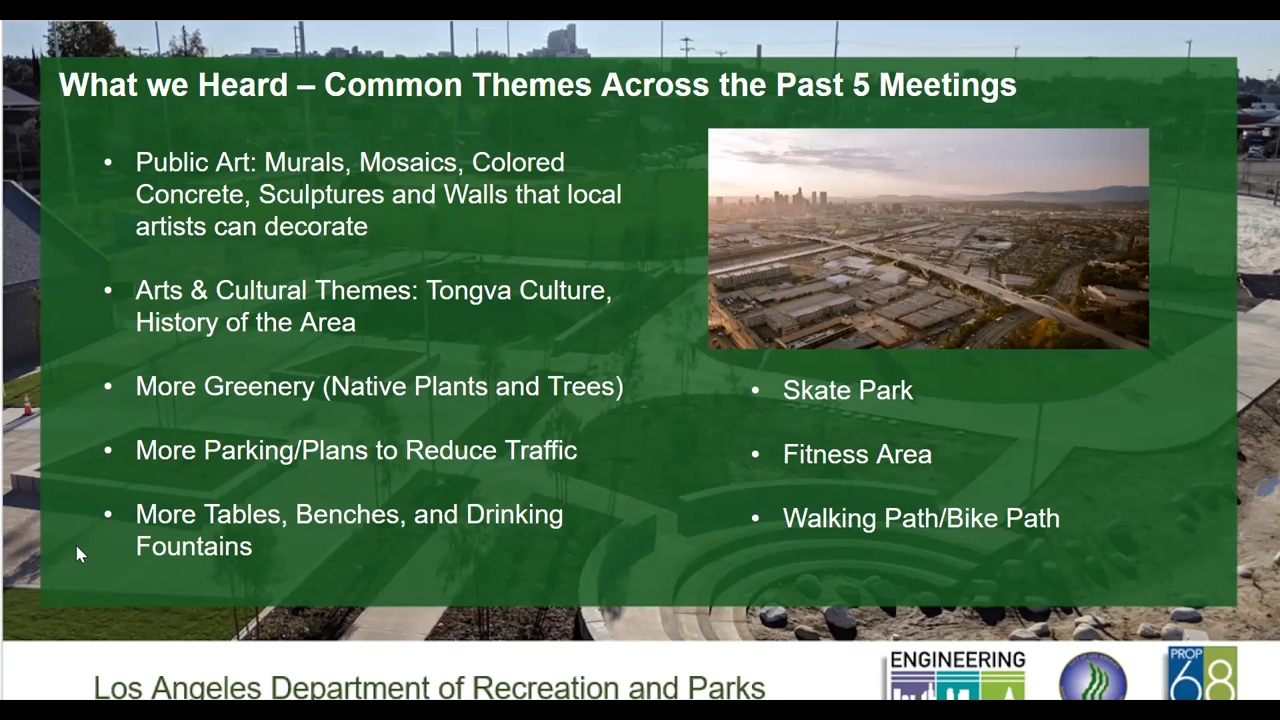 What we Heard – Common Themes Across the Past 5 Meetings
• Public Art: Murals, Mosaics, Colored
Concrete, Sculptures and Walls that local
artists can decorate
• Arts & Cultural Themes: Tongva Culture,
History of the Area
• More Greenery (Native Plants and Trees)
• More Parking/Plans to Reduce Traffic
• More Tables, Benches, and Drinking
Fountains
• Skate Park
• Fitness Area
• Walking Path/Bike Path
Los Angeles Department of Recreation and Parks
ENGINEERING
PROP
68